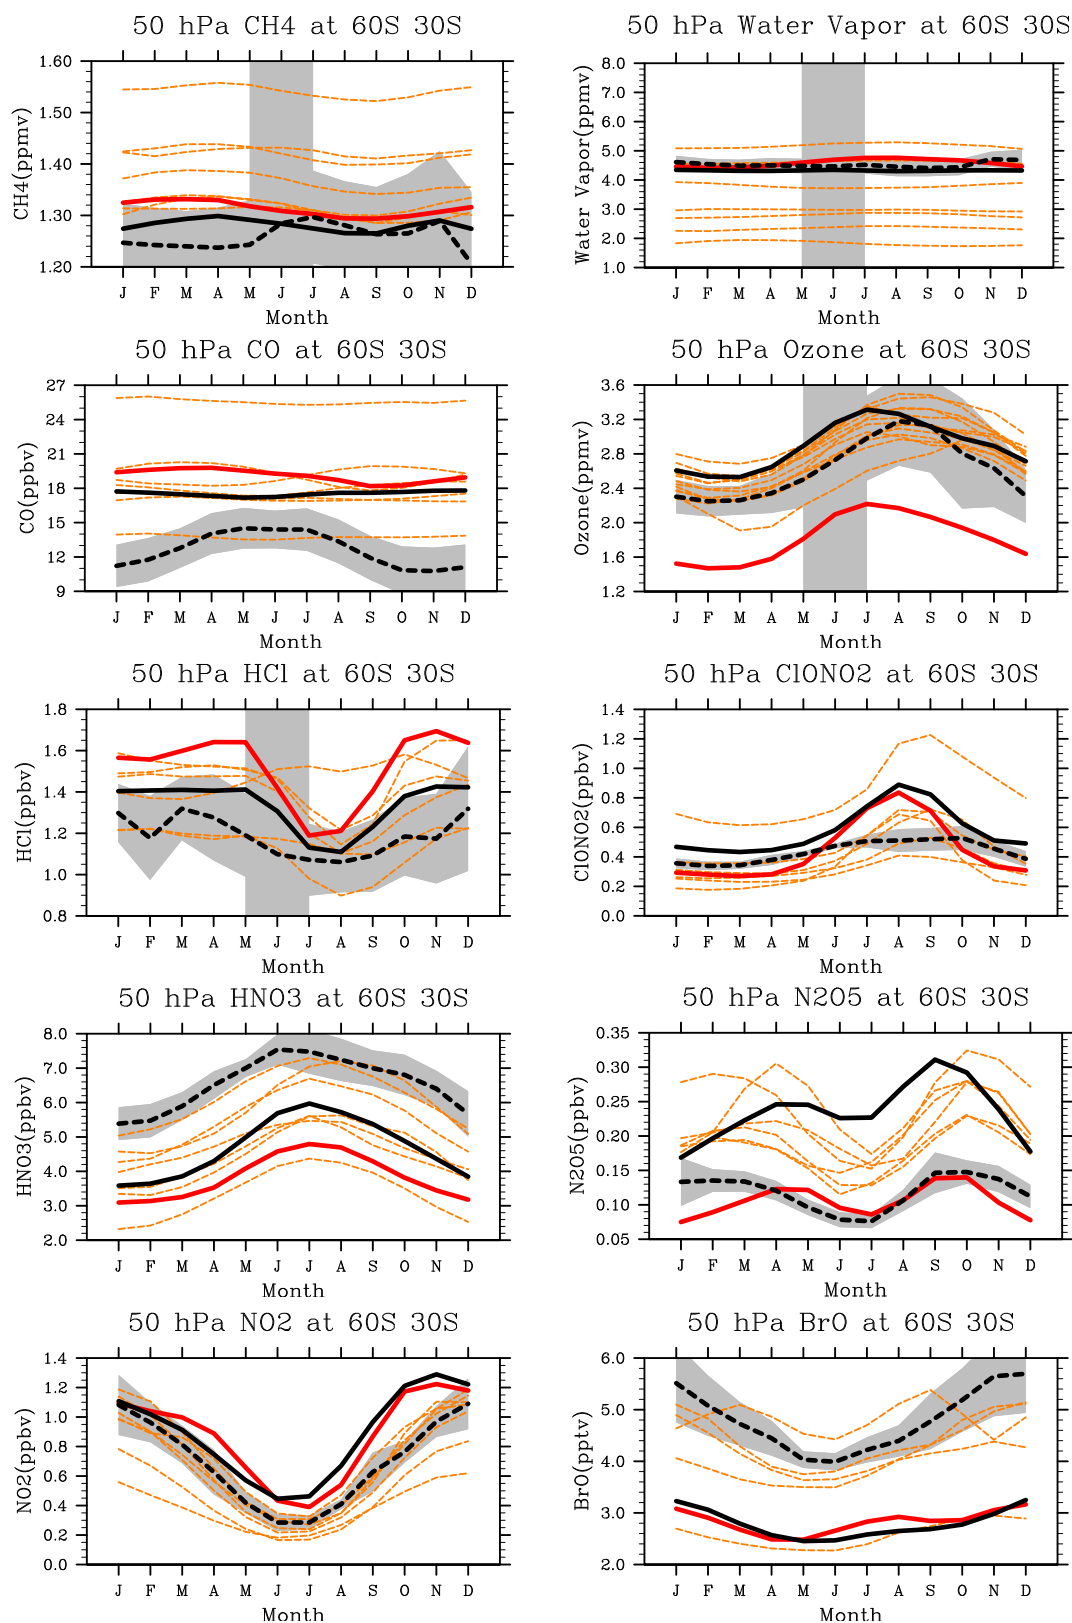 50 hPa CH4 at 60S 30S
CH4(ppmv)
1.60
1.50
1.40
1.30
1.20
J F M A M J J A S O N D
Month
50 hPa Water Vapor at 60S 30S
Water Vapor(ppmv)
8.0
7.0
6.0
5.0
4.0
3.0
2.0
1.0
J F M A M J J A S O N D
Month
50 hPa CO at 60S 30S
CO(ppbv)
27
24
21
18
15
12
9
J F M A M J J A S O N D
Month
50 hPa Ozone at 60S 30S
Ozone(ppmv)
3.6
3.2
2.8
2.4
2.0
1.6
1.2
J F M A M J J A S O N D
Month
50 hPa HCl at 60S 30S
HCl(ppbv)
1.8
1.6
1.4
1.2
1.0
0.8
J F M A M J J A S O N D
Month
50 hPa ClONO2 at 60S 30S
ClONO2(ppbv)
1.4
1.2
1.0
0.8
0.6
0.4
0.2
0.0
J F M A M J J A S O N D
Month
50 hPa HNO3 at 60S 30S
HNO3(ppbv)
8.0
7.0
6.0
5.0
4.0
3.0
2.0
J F M A M J J A S O N D
Month
50 hPa N2O5 at 60S 30S
N2O5(ppbv)
0.35
0.30
0.25
0.20
0.15
0.10
0.05
J F M A M J J A S O N D
Month
50 hPa NO2 at 60S 30S
NO2(ppbv)
1.4
1.2
1.0
0.8
0.6
0.4
0.2
0.0
J F M A M J J A S O N D
Month
50 hPa BrO at 60S 30S
BrO(pptv)
6.0
5.0
4.0
3.0
2.0
J F M A M J J A S O N D
Month